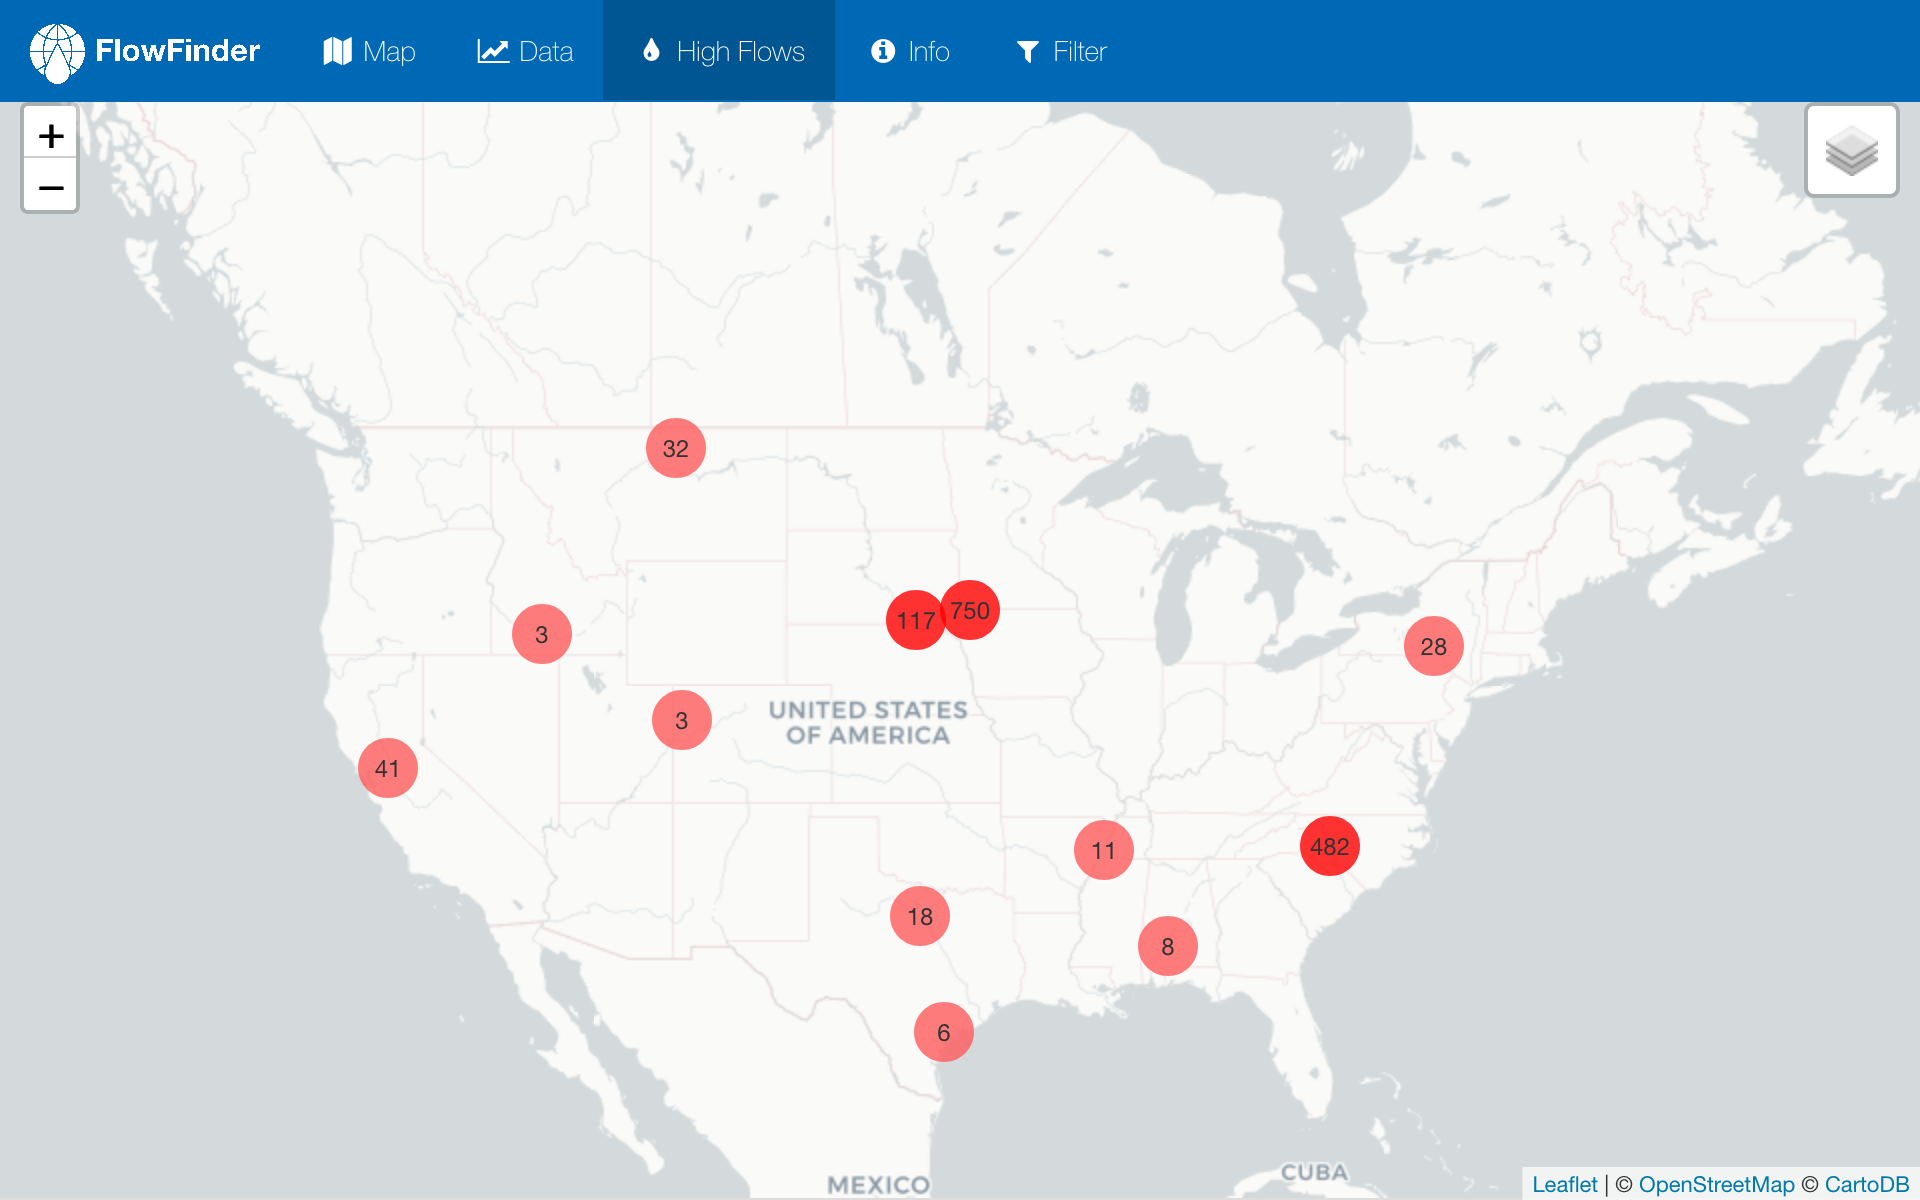 FlowFinder
Map
Data
High Flows
Info
Filter
+
−
32
117
750
3
28
3
UNITED STATES
OF AMERICA
41
11
482
18
8
6
MEXICO
CUBA
Leaflet | © OpenStreetMap © CartoDB